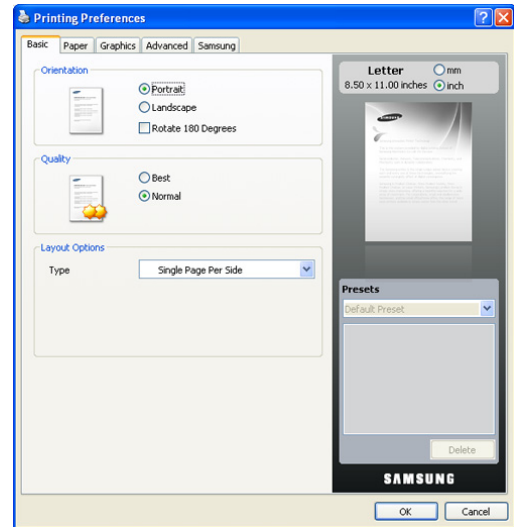 Printing Preferences
Basic Paper Graphics Advanced Samsung
Orientation
Portrait
Landscape
Rotate 180 Degrees
Quality
Best
Normal
Layout Options
Type Single Page Per Side
Letter mm
8.50 x 11.00 inches inch
SAMSUNG
Presets
Default Preset
Delete
SAMSUNG
OK Cancel